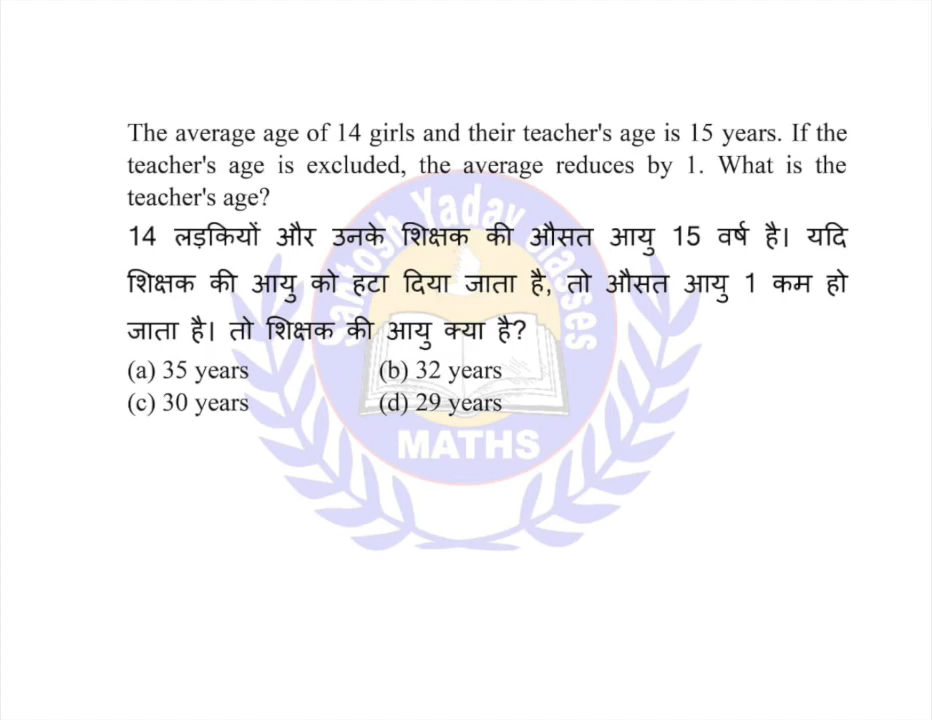 The average age of 14 girls and their teacher's age is 15 years. If the
teacher's age is excluded, the average reduces by 1. What is the
teacher's age?
14 लड़कियों और उनके शिक्षक की औसत आयु 15 वर्ष है। यदि
शिक्षक की आयु को हटा दिया जाता है, तो औसत आयु 1 कम हो
जाता है। तो शिक्षक की आयु क्या है?
(a) 35 years (b) 32 years
(c) 30 years (d) 29 years
Santosh Yadav Classes
MATHS